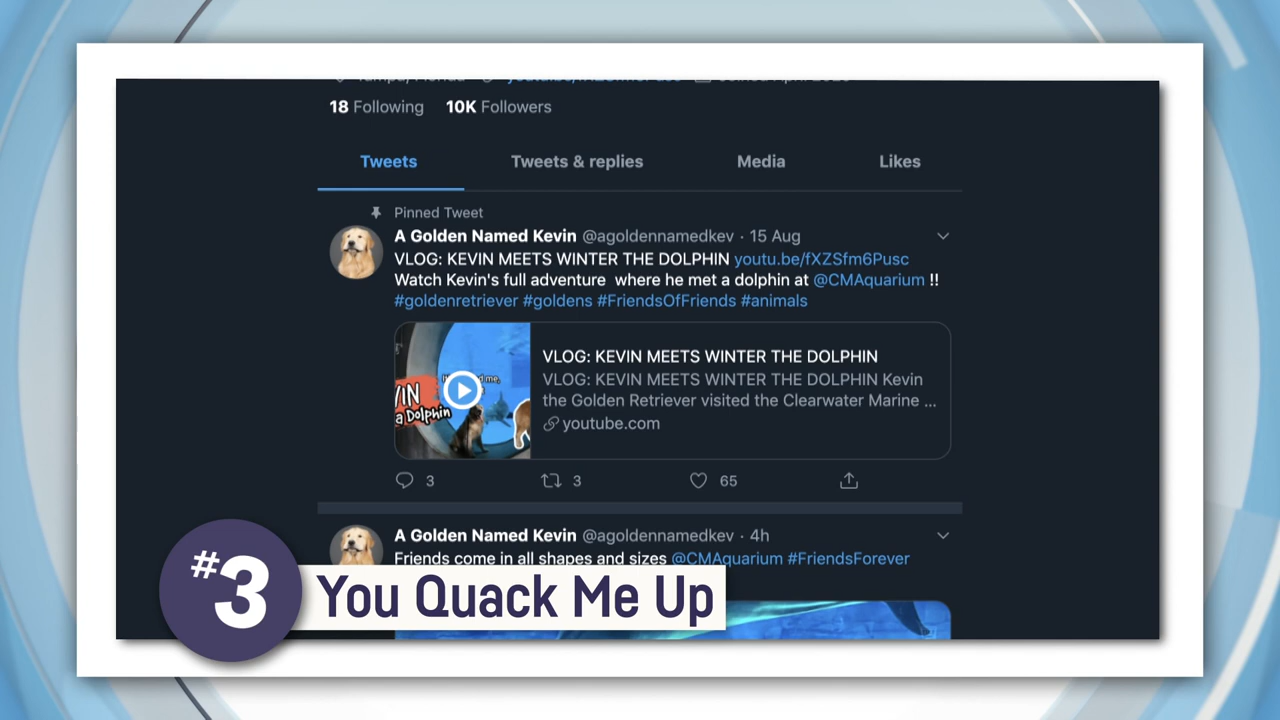 18 Following 10K Followers
Tweets Tweets & replies Media Likes
Pinned Tweet
A Golden Named Kevin @agoldennamedkev · 15 Aug
VLOG: KEVIN MEETS WINTER THE DOLPHIN youtu.be/fXZSfm6Pusc
Watch Kevin's full adventure where he met a dolphin at @CMAquarium !!
#goldenretriever #goldens #FriendsOfFriends #animals
VLOG: KEVIN MEETS WINTER THE DOLPHIN
VLOG: KEVIN MEETS WINTER THE DOLPHIN Kevin
the Golden Retriever visited the Clearwater Marine ...
youtube.com
a Dolphin
3 3 65
A Golden Named Kevin @agoldennamedkev · 4h
Friends come in all shapes and sizes @CMAquarium #FriendsForever
#3 You Quack Me Up